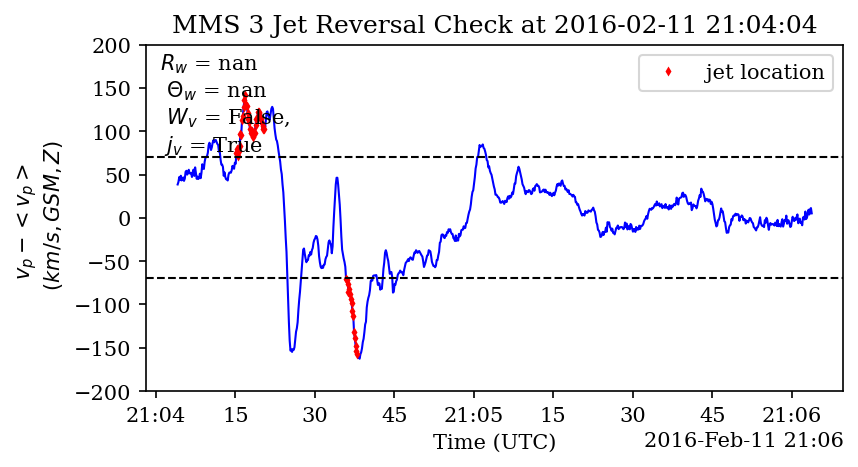 MMS 3 Jet Reversal Check at 2016-02-11 21:04:04
R_w = nan
Θ_w = nan
W_v = False,
j_v = True
jet location
v_p − < v_p >
(km/s, GSM, Z)
200
150
100
50
0
−50
−100
−150
−200
21:04 15 30 45 21:05 15 30 45 21:06
Time (UTC)
2016-Feb-11 21:06